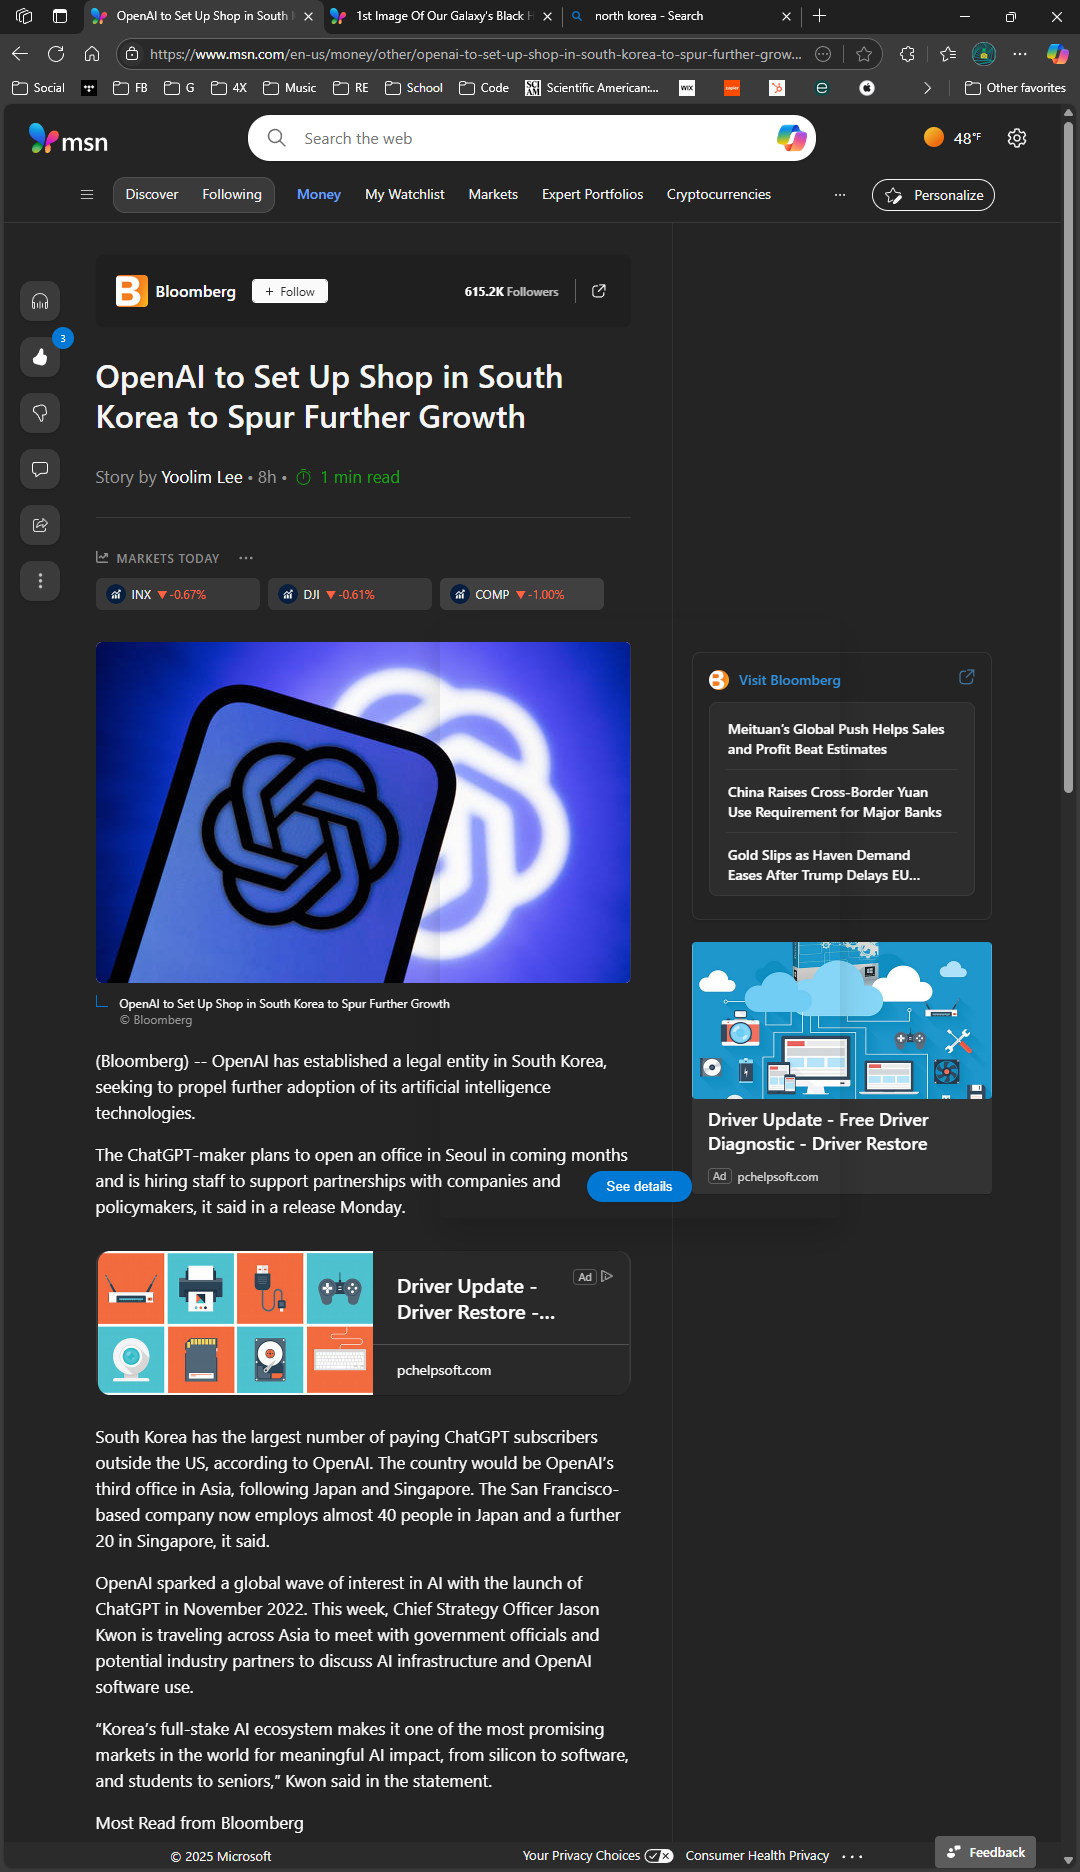 OpenAI to Set Up Shop in South
1st Image Of Our Galaxy's Black H
north korea - Search
https://www.msn.com/en-us/money/other/openai-to-set-up-shop-in-south-korea-to-spur-further-grow...
Social
FB
G
4X
Music
RE
School
Code
Scientific American:...
WIX
Other favorites
msn
Search the web
48°F
Discover
Following
Money
My Watchlist
Markets
Expert Portfolios
Cryptocurrencies
...
Personalize
B Bloomberg
+ Follow
615.2K Followers
3
OpenAI to Set Up Shop in South
Korea to Spur Further Growth
Story by Yoolim Lee • 8h • 1 min read
MARKETS TODAY ...
INX ▼ -0.67%
DJI ▼ -0.61%
COMP ▼ -1.00%
B Visit Bloomberg
Meituan’s Global Push Helps Sales
and Profit Beat Estimates
China Raises Cross-Border Yuan
Use Requirement for Major Banks
Gold Slips as Haven Demand
Eases After Trump Delays EU...
OpenAI to Set Up Shop in South Korea to Spur Further Growth
© Bloomberg
(Bloomberg) -- OpenAI has established a legal entity in South Korea,
seeking to propel further adoption of its artificial intelligence
technologies.
The ChatGPT-maker plans to open an office in Seoul in coming months
and is hiring staff to support partnerships with companies and
policymakers, it said in a release Monday.
See details
Driver Update - Free Driver
Diagnostic - Driver Restore
Ad pchelpsoft.com
Driver Update -
Driver Restore -...
Ad
pchelpsoft.com
South Korea has the largest number of paying ChatGPT subscribers
outside the US, according to OpenAI. The country would be OpenAI’s
third office in Asia, following Japan and Singapore. The San Francisco-
based company now employs almost 40 people in Japan and a further
20 in Singapore, it said.
OpenAI sparked a global wave of interest in AI with the launch of
ChatGPT in November 2022. This week, Chief Strategy Officer Jason
Kwon is traveling across Asia to meet with government officials and
potential industry partners to discuss AI infrastructure and OpenAI
software use.
“Korea’s full-stake AI ecosystem makes it one of the most promising
markets in the world for meaningful AI impact, from silicon to software,
and students to seniors,” Kwon said in the statement.
Most Read from Bloomberg
© 2025 Microsoft
Your Privacy Choices
Consumer Health Privacy
...
Feedback